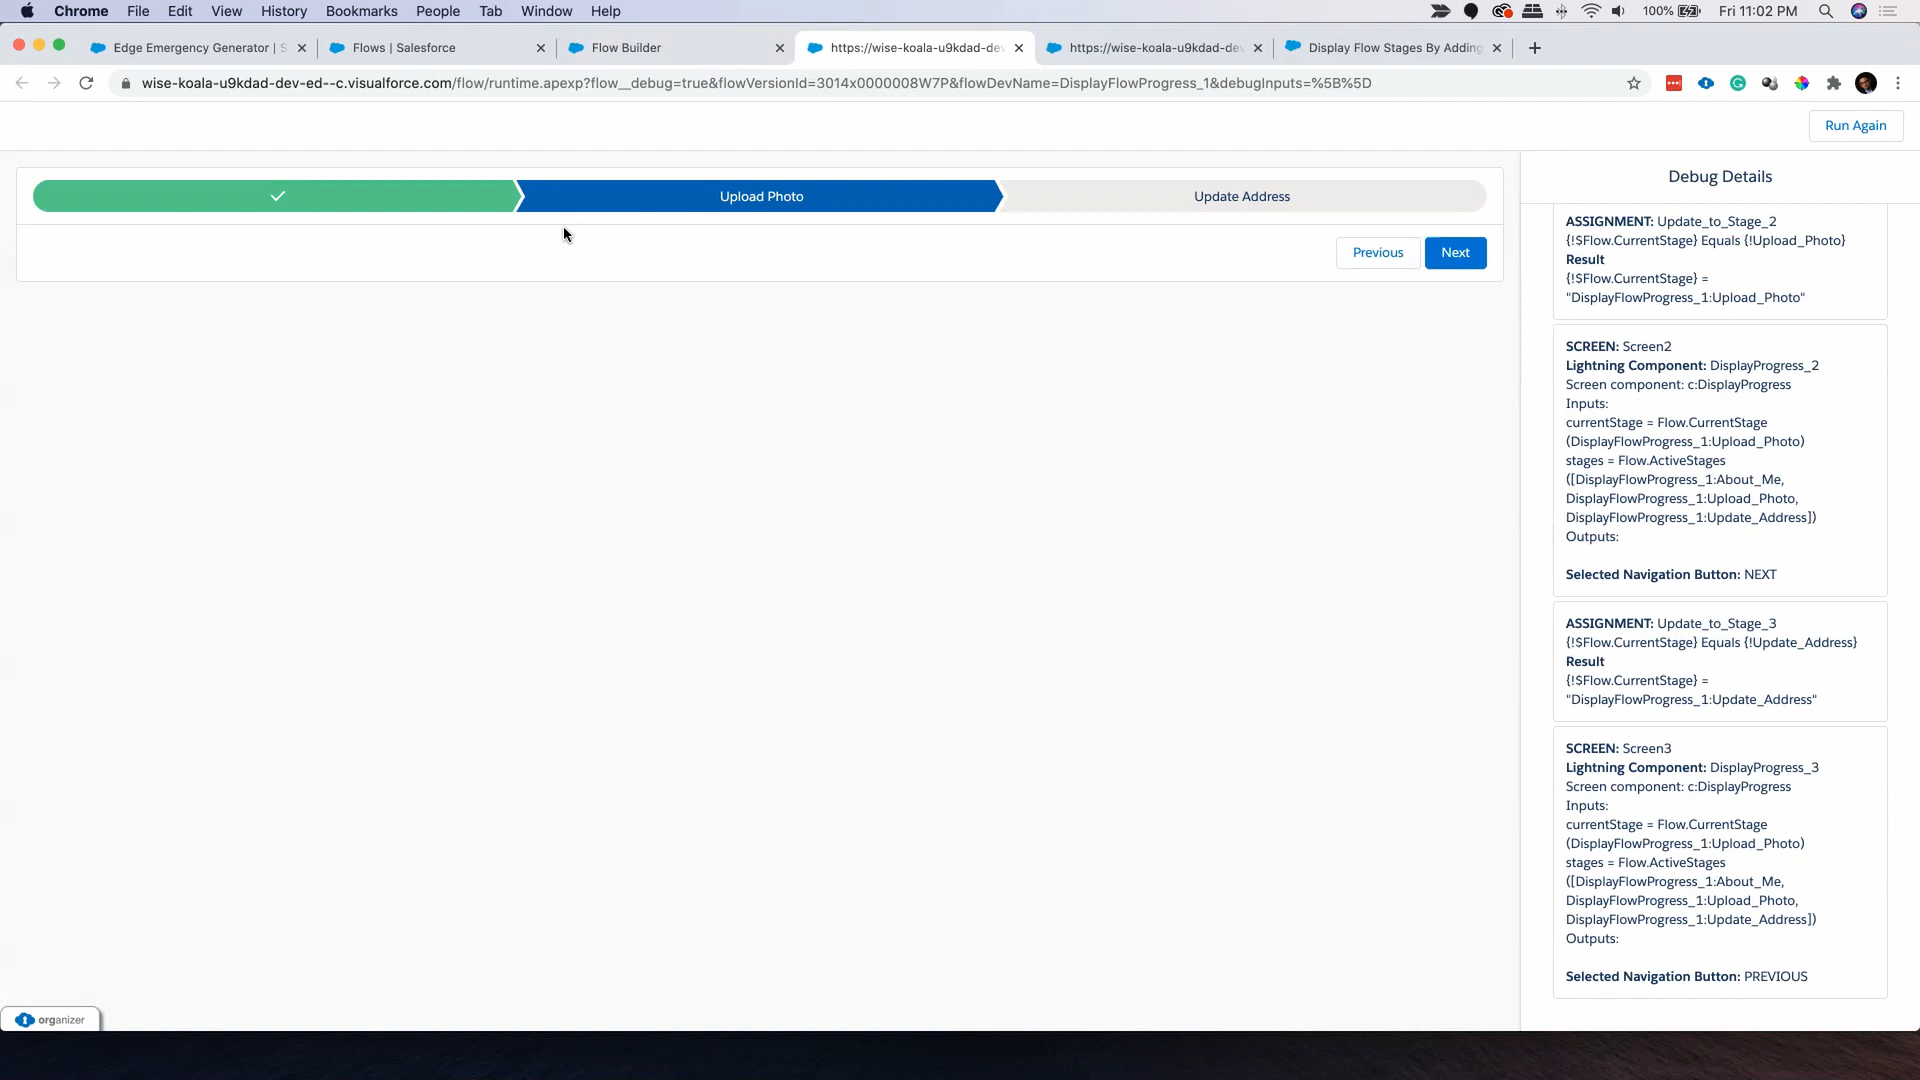 Chrome File Edit View History Bookmarks People Tab Window Help 100% Fri 11:02 PM
Edge Emergency Generator | S Flows | Salesforce Flow Builder https://wise-koala-u9kdad-dev https://wise-koala-u9kdad-dev Display Flow Stages By Adding
wise-koala-u9kdad-dev-ed--c.visualforce.com/flow/runtime.apexp?flow__debug=true&flowVersionId=3014x0000008W7P&flowDevName=DisplayFlowProgress_1&debugInputs=%5B%5D
Run Again
Upload Photo Update Address
Previous Next
Debug Details
ASSIGNMENT: Update_to_Stage_2
{!$Flow.CurrentStage} Equals {!Upload_Photo}
Result
{!$Flow.CurrentStage} =
"DisplayFlowProgress_1:Upload_Photo"
SCREEN: Screen2
Lightning Component: DisplayProgress_2
Screen component: c:DisplayProgress
Inputs:
currentStage = Flow.CurrentStage
(DisplayFlowProgress_1:Upload_Photo)
stages = Flow.ActiveStages
([DisplayFlowProgress_1:About_Me,
DisplayFlowProgress_1:Upload_Photo,
DisplayFlowProgress_1:Update_Address])
Outputs:
Selected Navigation Button: NEXT
ASSIGNMENT: Update_to_Stage_3
{!$Flow.CurrentStage} Equals {!Update_Address}
Result
{!$Flow.CurrentStage} =
"DisplayFlowProgress_1:Update_Address"
SCREEN: Screen3
Lightning Component: DisplayProgress_3
Screen component: c:DisplayProgress
Inputs:
currentStage = Flow.CurrentStage
(DisplayFlowProgress_1:Upload_Photo)
stages = Flow.ActiveStages
([DisplayFlowProgress_1:About_Me,
DisplayFlowProgress_1:Upload_Photo,
DisplayFlowProgress_1:Update_Address])
Outputs:
Selected Navigation Button: PREVIOUS
organizer